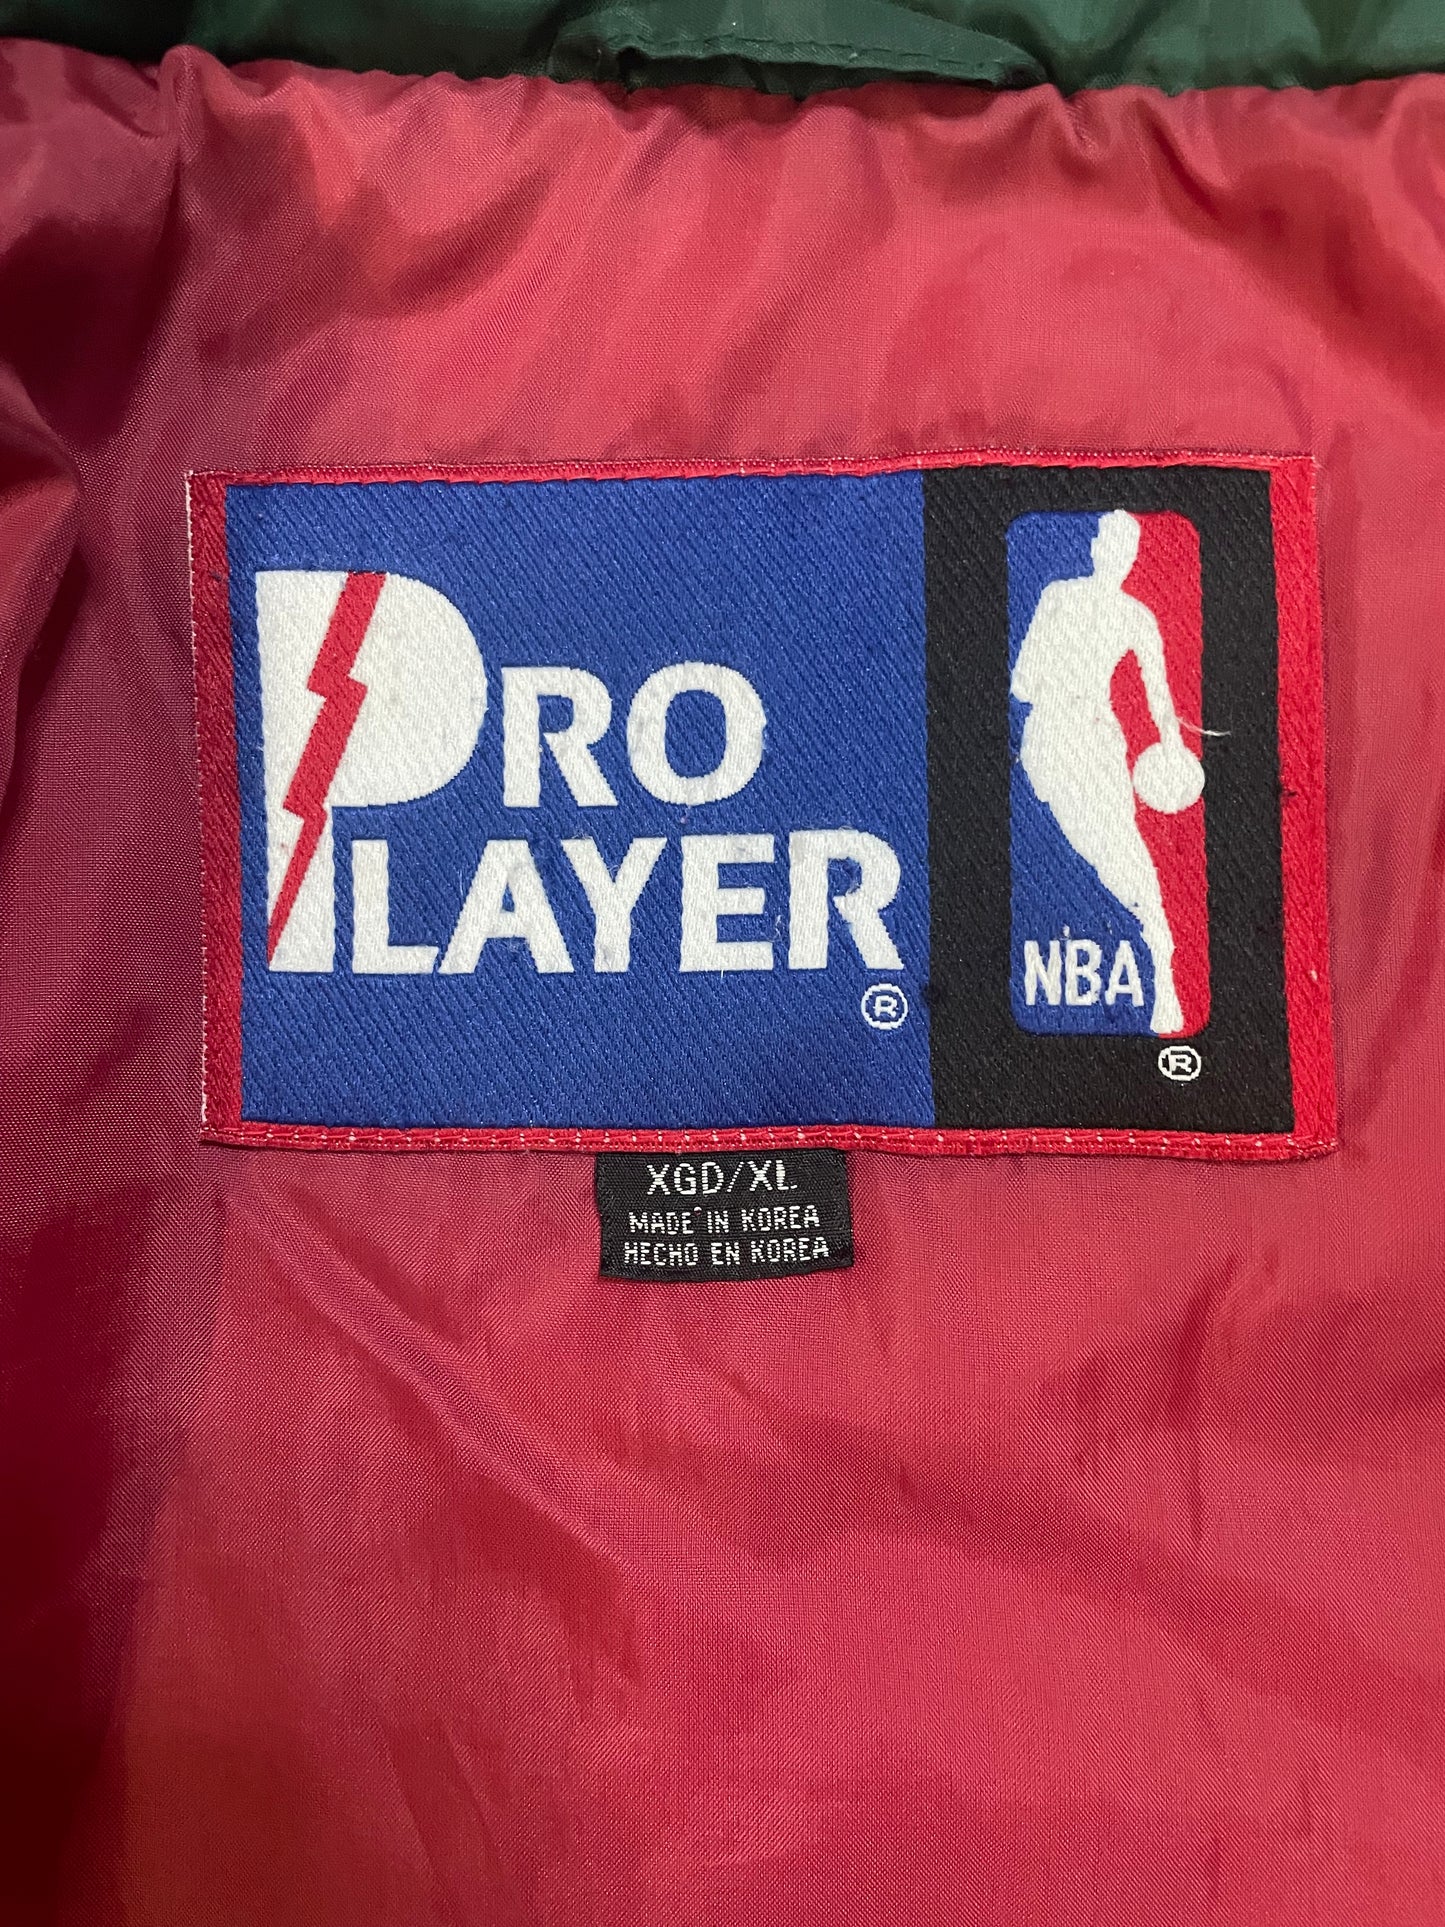 PRO
PLAYER
®
NBA
®
XGD/XL
MADE IN KOREA
HECHO EN KOREA